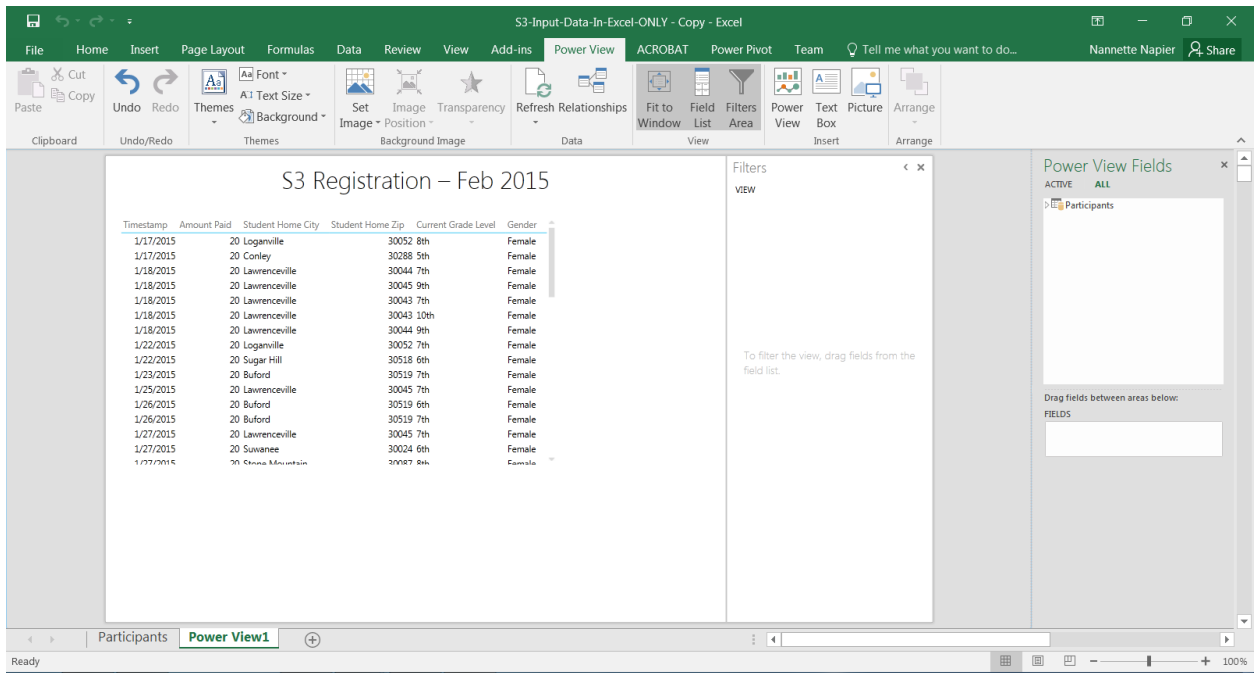 S3-Input-Data-In-Excel-ONLY - Copy - Excel
File Home Insert Page Layout Formulas Data Review View Add-ins Power View ACROBAT Power Pivot Team Tell me what you want to do... Nannette Napier Share
Paste Cut Copy Undo Redo Themes Font Text Size Background Set Image Image Position Transparency Refresh Relationships Fit to Window Field List Filters Area Power View Text Box Picture Arrange
Clipboard Undo/Redo Themes Background Image Data View Insert Arrange
S3 Registration – Feb 2015
Timestamp Amount Paid Student Home City Student Home Zip Current Grade Level Gender
1/17/2015 20 Loganville 30052 8th Female
1/17/2015 20 Conley 30288 5th Female
1/18/2015 20 Lawrenceville 30044 7th Female
1/18/2015 20 Lawrenceville 30045 9th Female
1/18/2015 20 Lawrenceville 30043 7th Female
1/18/2015 20 Lawrenceville 30043 10th Female
1/18/2015 20 Lawrenceville 30044 9th Female
1/22/2015 20 Loganville 30052 7th Female
1/22/2015 20 Sugar Hill 30518 6th Female
1/23/2015 20 Buford 30519 7th Female
1/25/2015 20 Lawrenceville 30045 7th Female
1/26/2015 20 Buford 30519 6th Female
1/26/2015 20 Buford 30519 7th Female
1/27/2015 20 Lawrenceville 30045 7th Female
1/27/2015 20 Suwanee 30024 6th Female
1/27/2015 20 Stone Mountain 30087 8th Female
Filters
VIEW
To filter the view, drag fields from the
field list.
Power View Fields
ACTIVE ALL
Participants
Drag fields between areas below:
FIELDS
Participants Power View1
Ready 100%